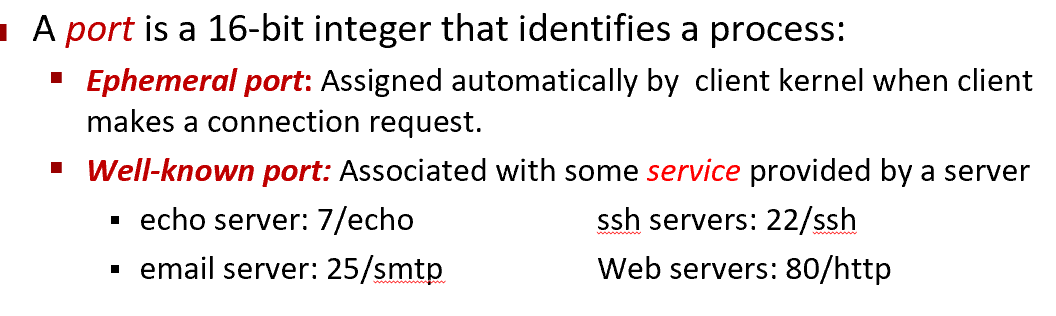 A port is a 16-bit integer that identifies a process:
Ephemeral port: Assigned automatically by client kernel when client
makes a connection request.
Well-known port: Associated with some service provided by a server
echo server: 7/echo ssh servers: 22/ssh
email server: 25/smtp Web servers: 80/http